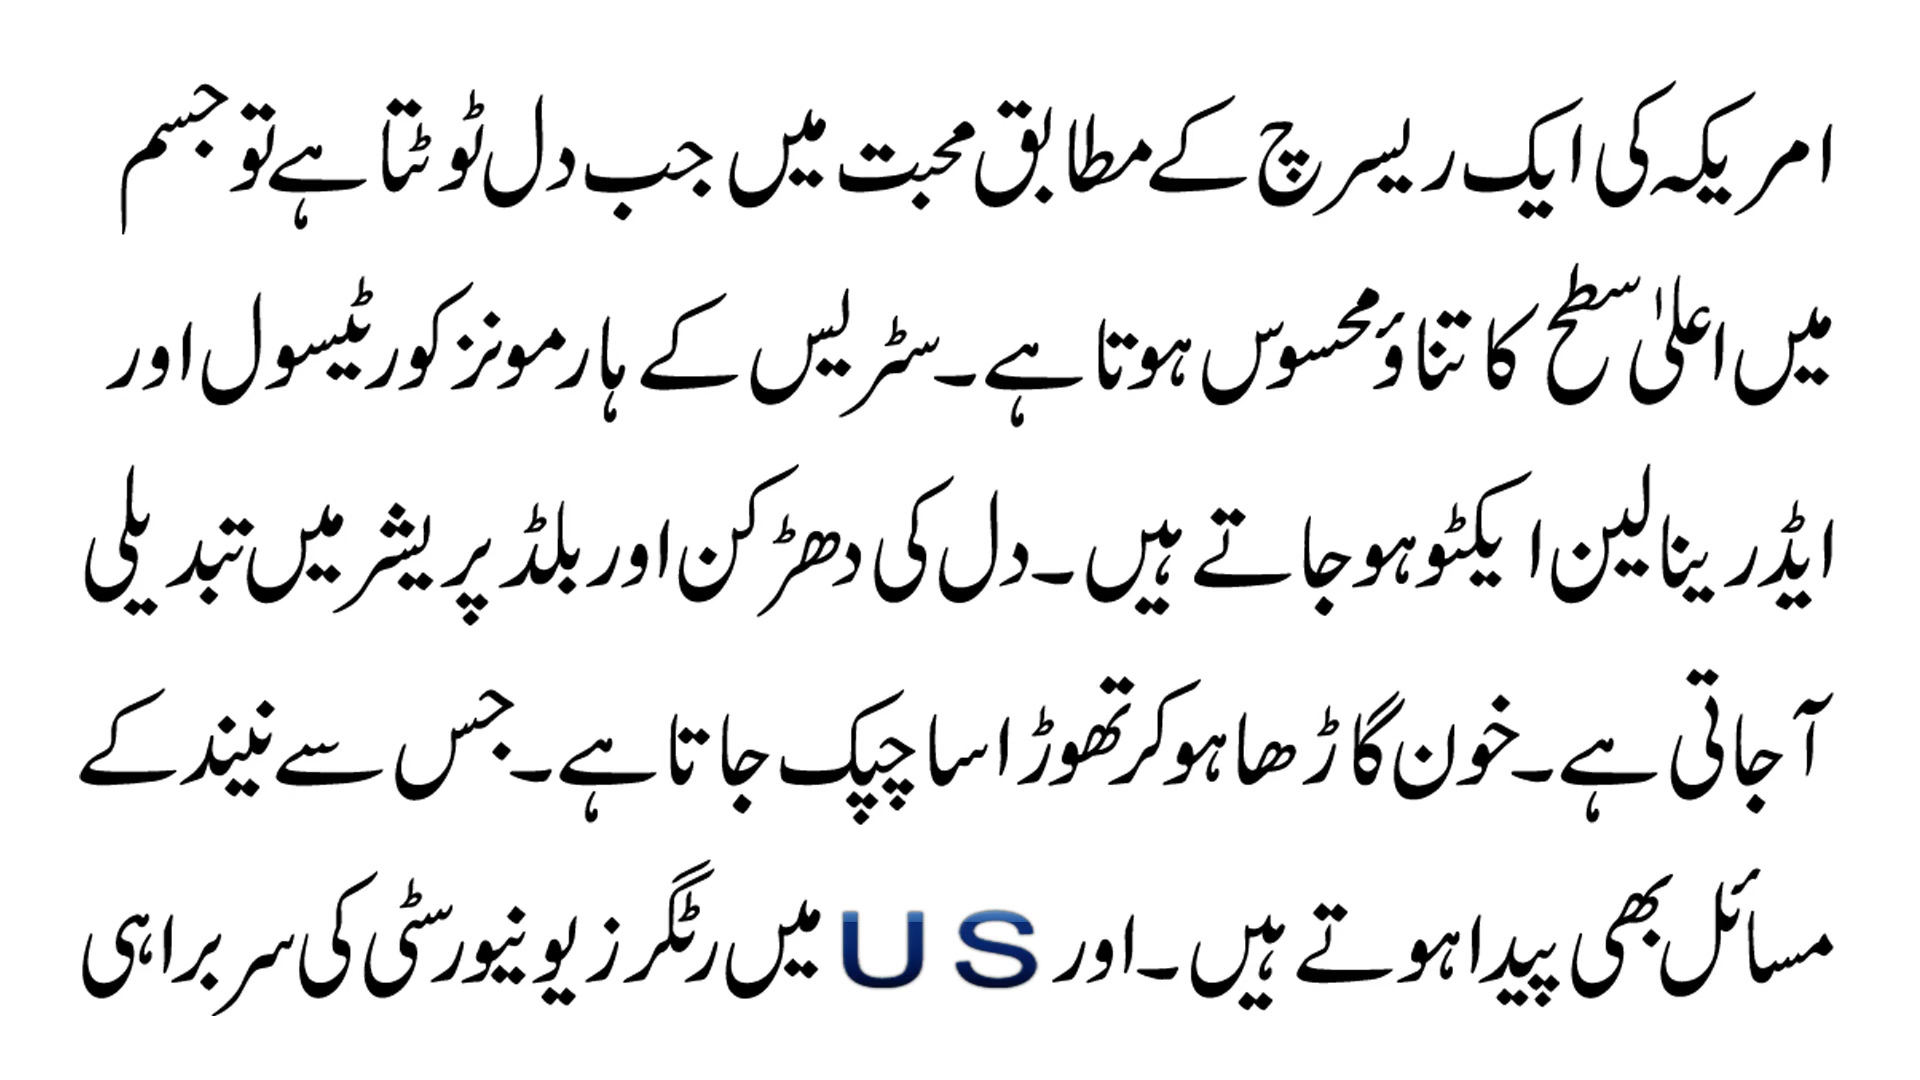 امریکہ کی ایک ریسرچ کے مطابق محبت میں جب دل ٹوٹتا ہے تو جسم
میں اعلیٰ سطح کا تناؤ محسوس ہوتا ہے۔ سٹریس کے ہارمونز کورٹیسول اور
ایڈرینالین ایکٹو ہو جاتے ہیں۔ دل کی دھڑکن اور بلڈ پریشر میں تبدیلی
آجاتی ہے۔ خون گاڑھا ہو کر تھوڑا سا چپک جاتا ہے۔ جس سے نیند کے
مسائل بھی پیدا ہوتے ہیں۔ اور US میں رٹگرز یونیورسٹی کی سربراہی